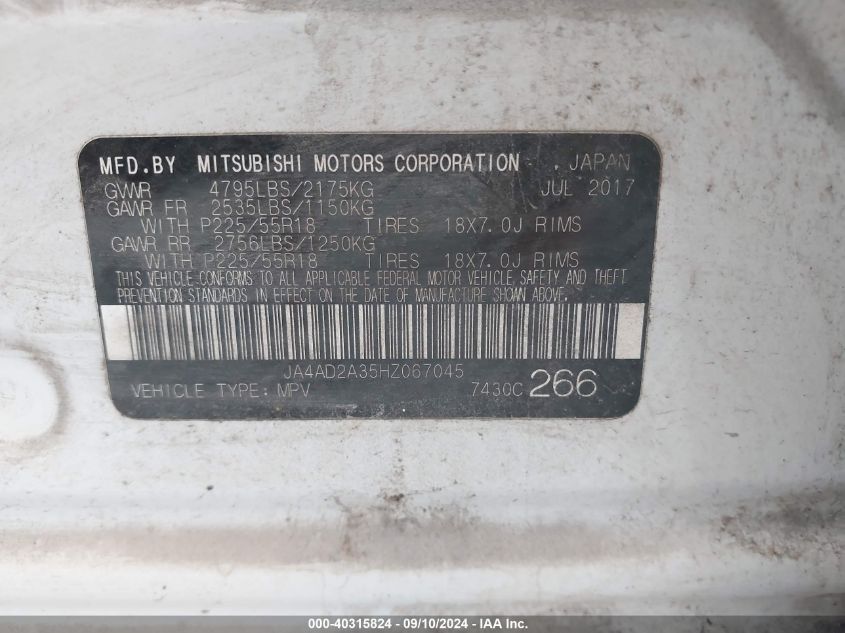 MFD.BY MITSUBISHI MOTORS CORPORATION . JAPAN
GVWR 4795LBS/2175KG JUL 2017
GAWR FR 2535LBS/1150KG
WITH P225/55R18 TIRES 18X7.0J RIMS
GAWR RR 2756LBS/1250KG
WITH P225/55R18 TIRES 18X7.0J RIMS
THIS VEHICLE CONFORMS TO ALL APPLICABLE FEDERAL MOTOR VEHICLE SAFETY AND THEFT
PREVENTION STANDARDS IN EFFECT ON THE DATE OF MANUFACTURE SHOWN ABOVE.
JA4AD2A35HZ067045
VEHICLE TYPE: MPV 7430C 266
000-40315824 - 09/10/2024 - IAA Inc.